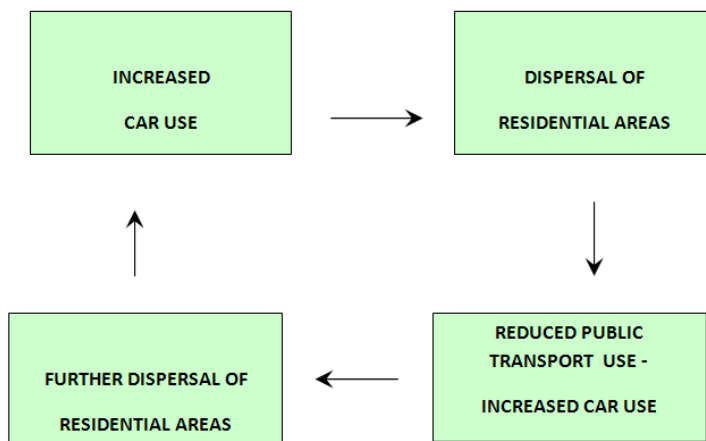 INCREASED
CAR USE
DISPERSAL OF
RESIDENTIAL AREAS
REDUCED PUBLIC
TRANSPORT USE -
INCREASED CAR USE
FURTHER DISPERSAL OF
RESIDENTIAL AREAS